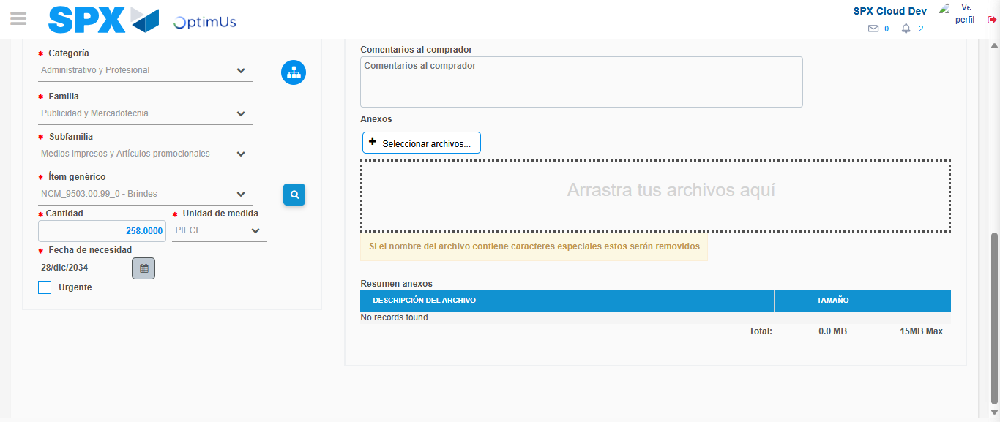 SPX OptimUs
SPX Cloud Dev
0 2
Ve
perfil
* Categoría
Administrativo y Profesional
* Familia
Publicidad y Mercadotecnia
* Subfamilia
Medios impresos y Artículos promocionales
* Ítem genérico
NCM_9503.00.99_0 - Brindes
* Cantidad * Unidad de medida
258.0000 PIECE
* Fecha de necesidad
28/dic/2034
Urgente
Comentarios al comprador
Comentarios al comprador
Anexos
+ Seleccionar archivos...
Arrastra tus archivos aquí
Si el nombre del archivo contiene caracteres especiales estos serán removidos
Resumen anexos
DESCRIPCIÓN DEL ARCHIVO TAMAÑO
No records found.
Total: 0.0 MB 15MB Max